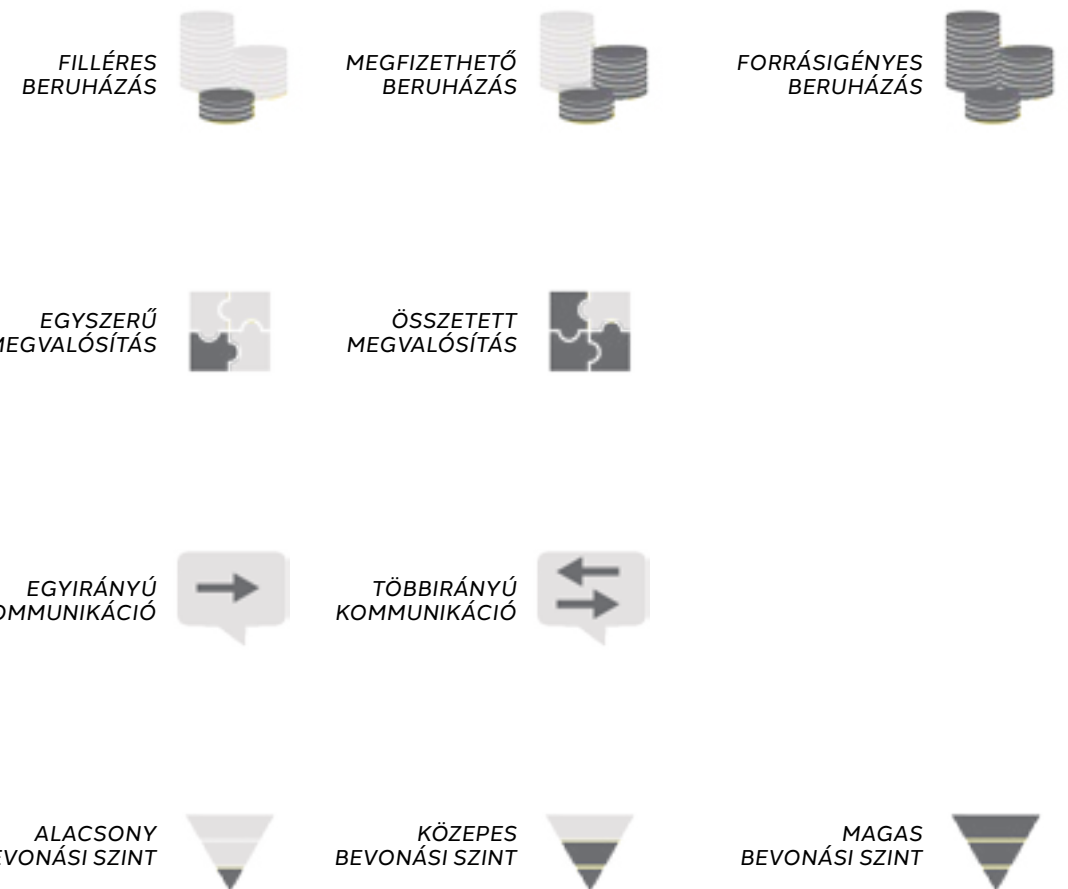 FILLÉRES
BERUHÁZÁS
MEGFIZETHETŐ
BERUHÁZÁS
FORRÁSIGÉNYES
BERUHÁZÁS
EGYSZERŰ
MEGVALÓSÍTÁS
ÖSSZETETT
MEGVALÓSÍTÁS
EGYIRÁNYÚ
OMMUNIKÁCIÓ
TÖBBIRÁNYÚ
KOMMUNIKÁCIÓ
ALACSONY
EVONÁSI SZINT
KÖZEPES
BEVONÁSI SZINT
MAGAS
BEVONÁSI SZINT